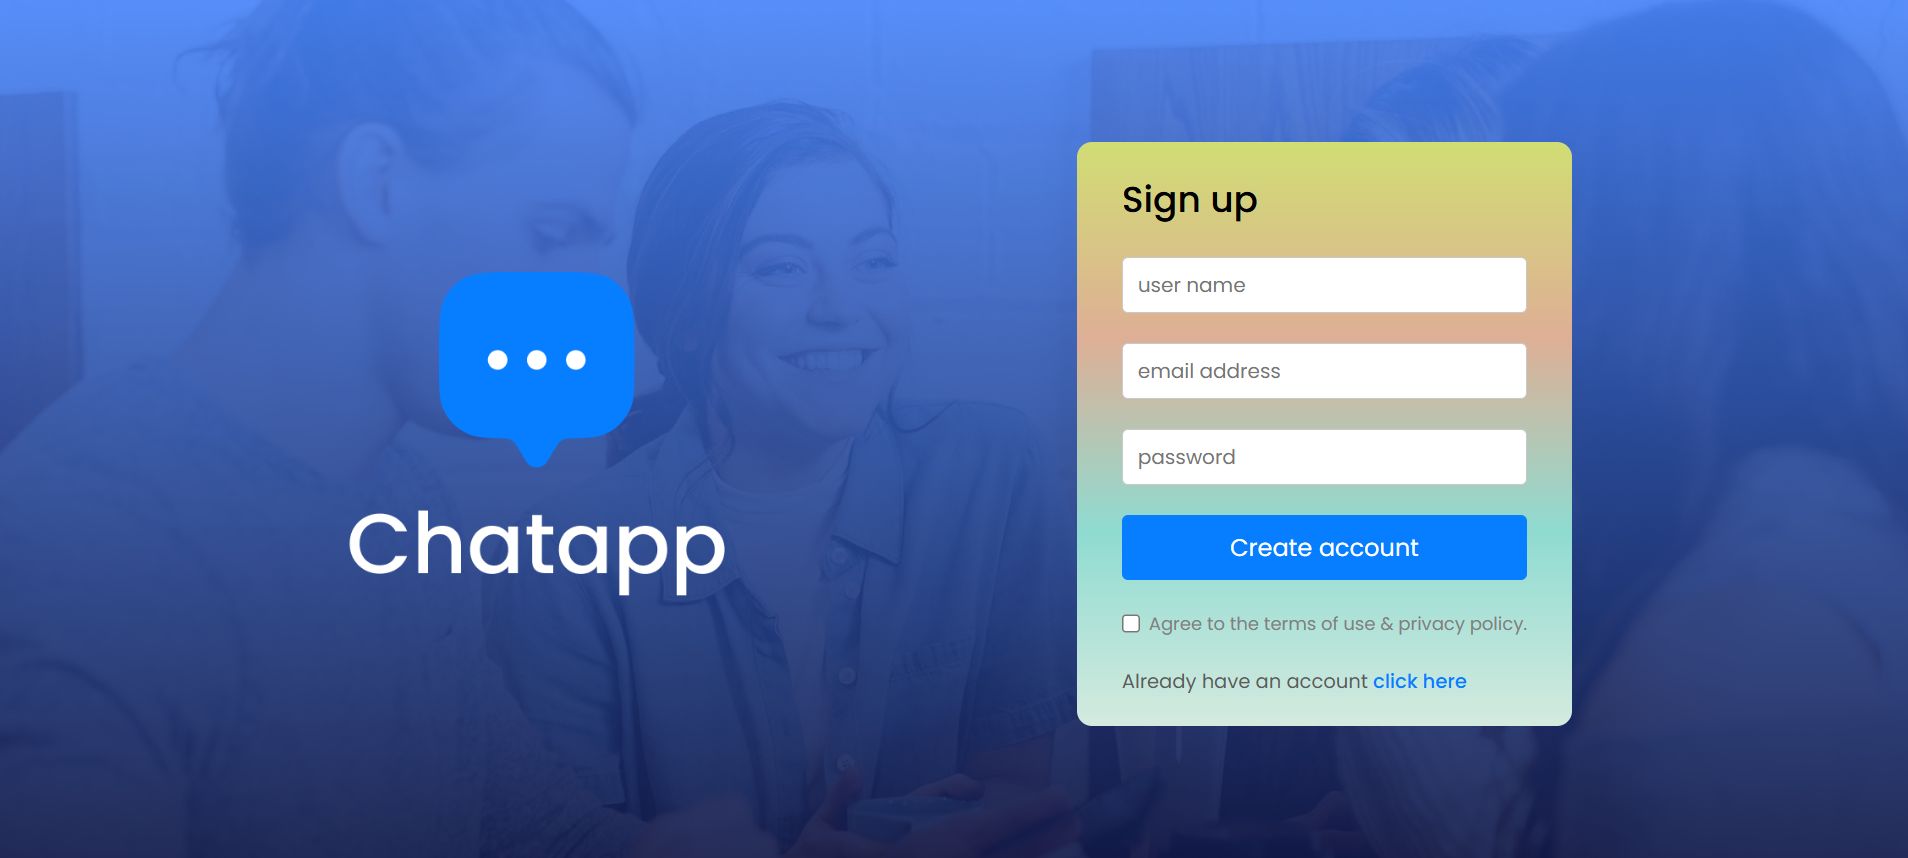 Chatapp
Sign up
user name
email address
password
Create account
Agree to the terms of use & privacy policy.
Already have an account click here